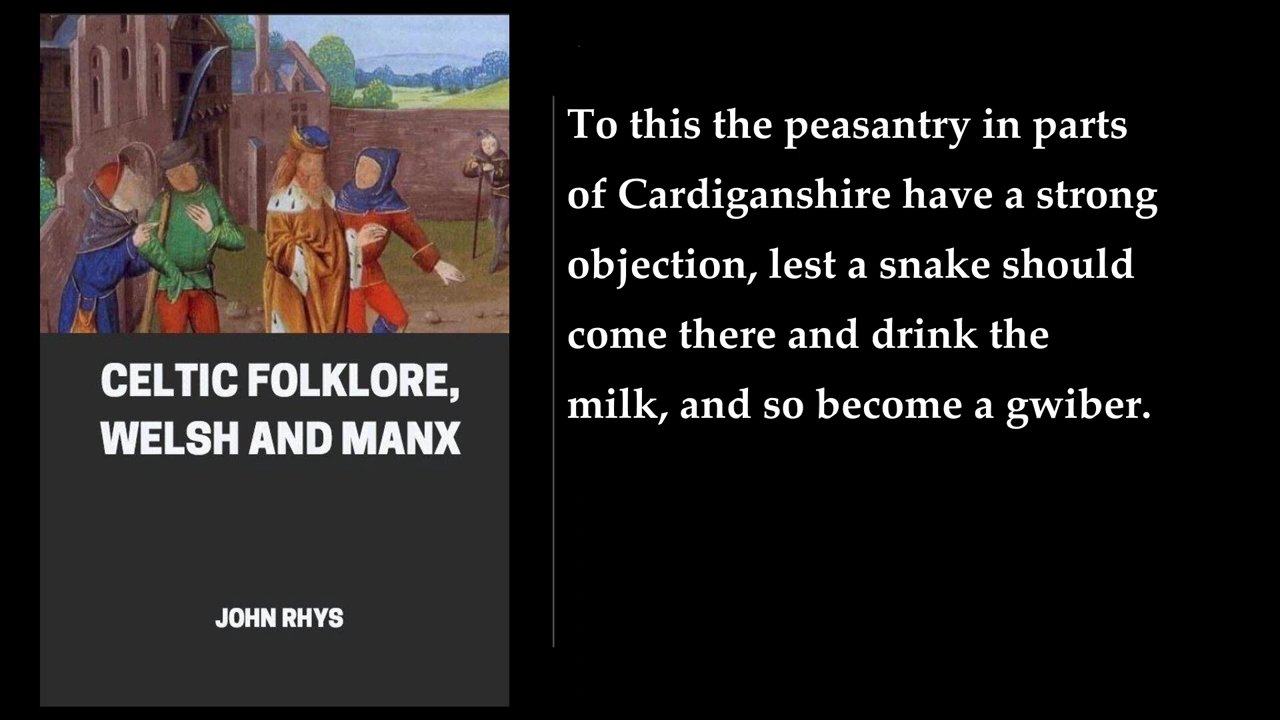 CELTIC FOLKLORE,
WELSH AND MANX
JOHN RHYS
To this the peasantry in parts
of Cardiganshire have a strong
objection, lest a snake should
come there and drink the
milk, and so become a gwiber.